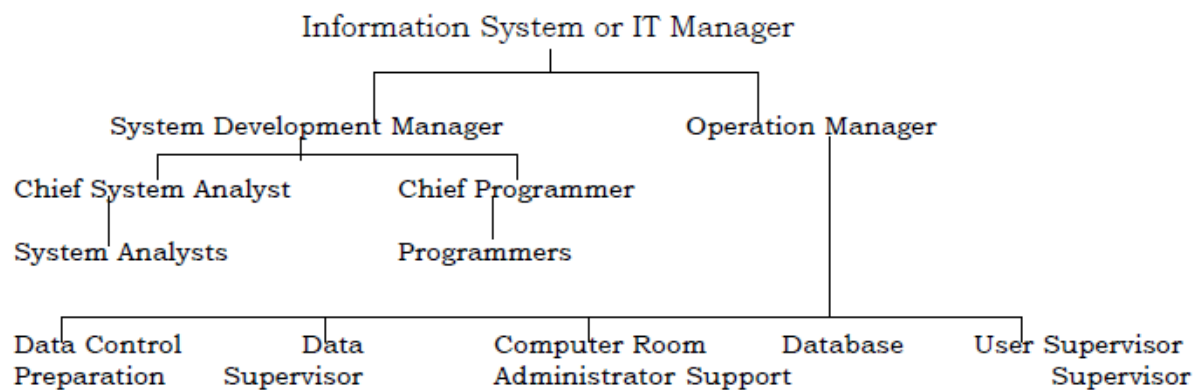 Information System or IT Manager
System Development Manager Operation Manager
Chief System Analyst Chief Programmer
System Analysts Programmers
Data Control Data Computer Room Database User Supervisor
Preparation Supervisor Administrator Support Supervisor